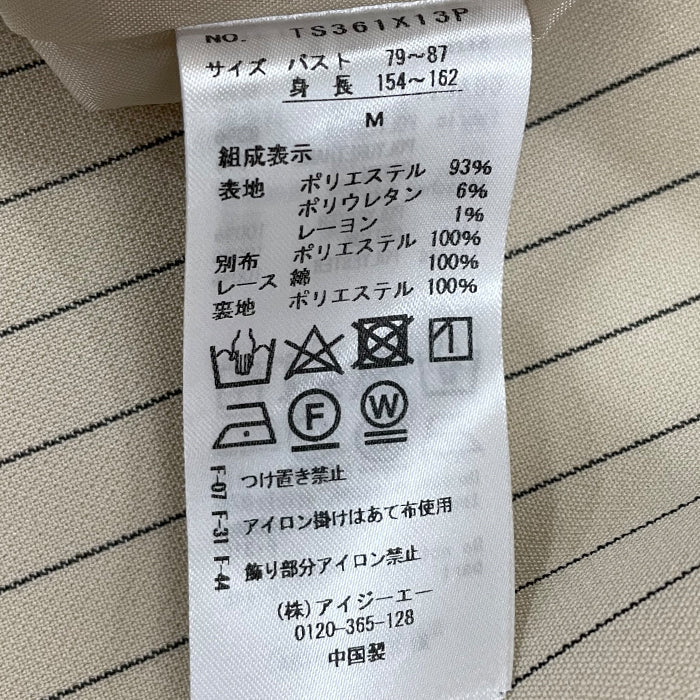 NO. TS361X13P
サイズ バスト 79~87
身 長 154~162
M
組成表示
表地 ポリエステル 93%
ポリウレタン 6%
レーヨン 1%
別布 ポリエステル 100%
レース 綿 100%
裏地 ポリエステル 100%
F
W
F-07 F-31 F-44
つけ置き禁止
アイロン掛けはあて布使用
飾り部分アイロン禁止
(株)アイジーエー
0120-365-128
中国製